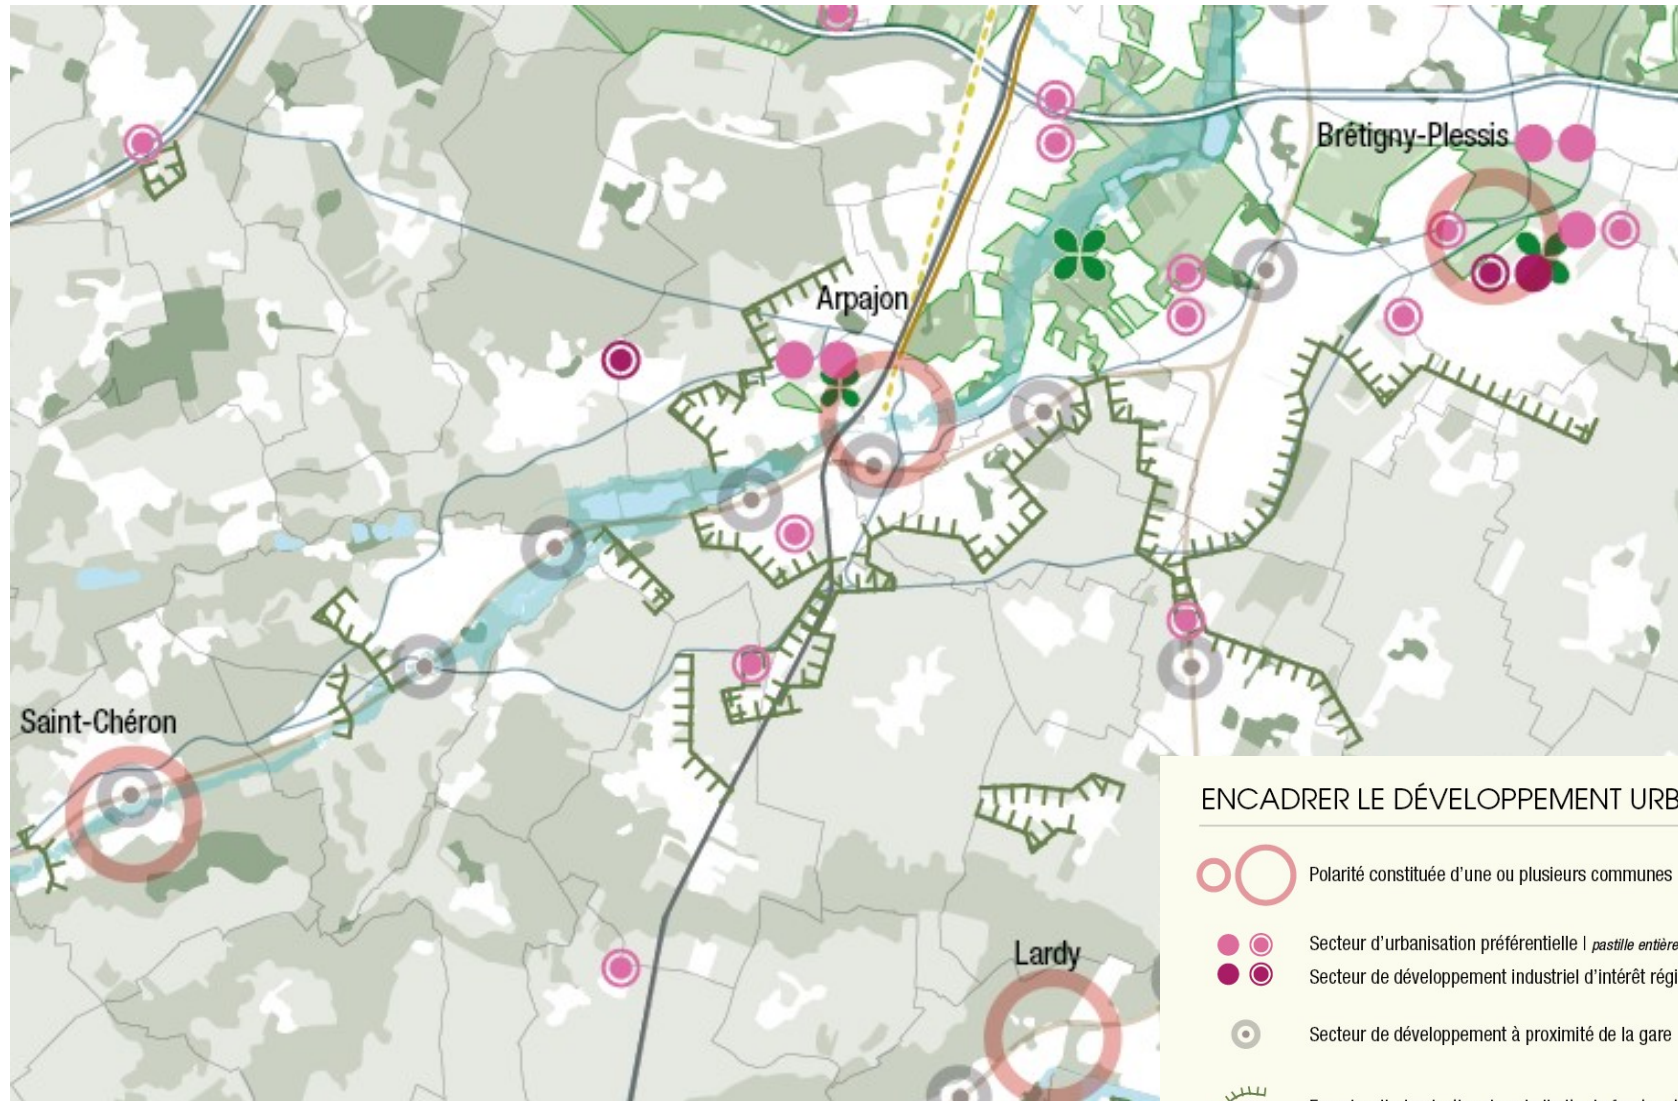 Brétigny-Plessis
Arpajon
Saint-Chéron
Lardy
ENCADRER LE DÉVELOPPEMENT URB
Polarité constituée d'une ou plusieurs communes
Secteur d'urbanisation préférentielle | pastille entière
Secteur de développement industriel d'intérêt régi
Secteur de développement à proximité de la gare